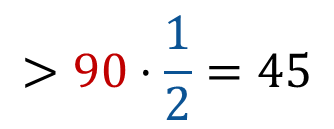 > 90 · 1/2 = 45